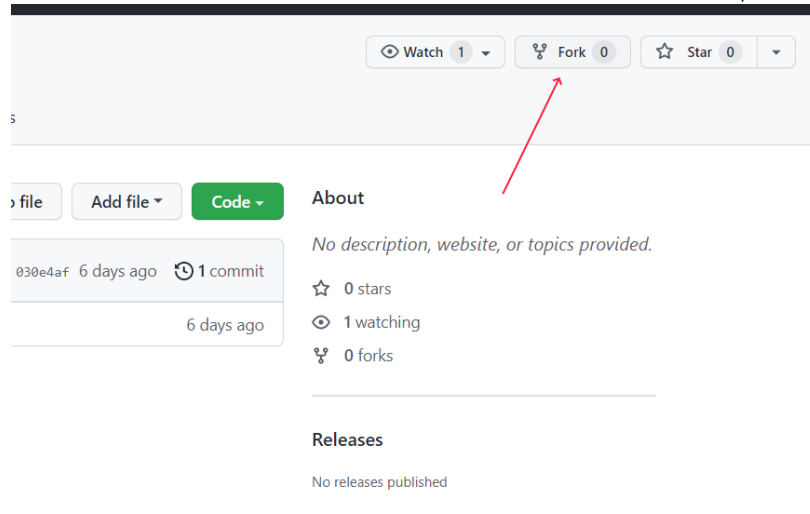 Watch 1
Fork 0
Star 0
s
file
Add file
Code
About
No description, website, or topics provided.
030e4af 6 days ago 1 commit
0 stars
6 days ago
1 watching
0 forks
Releases
No releases published